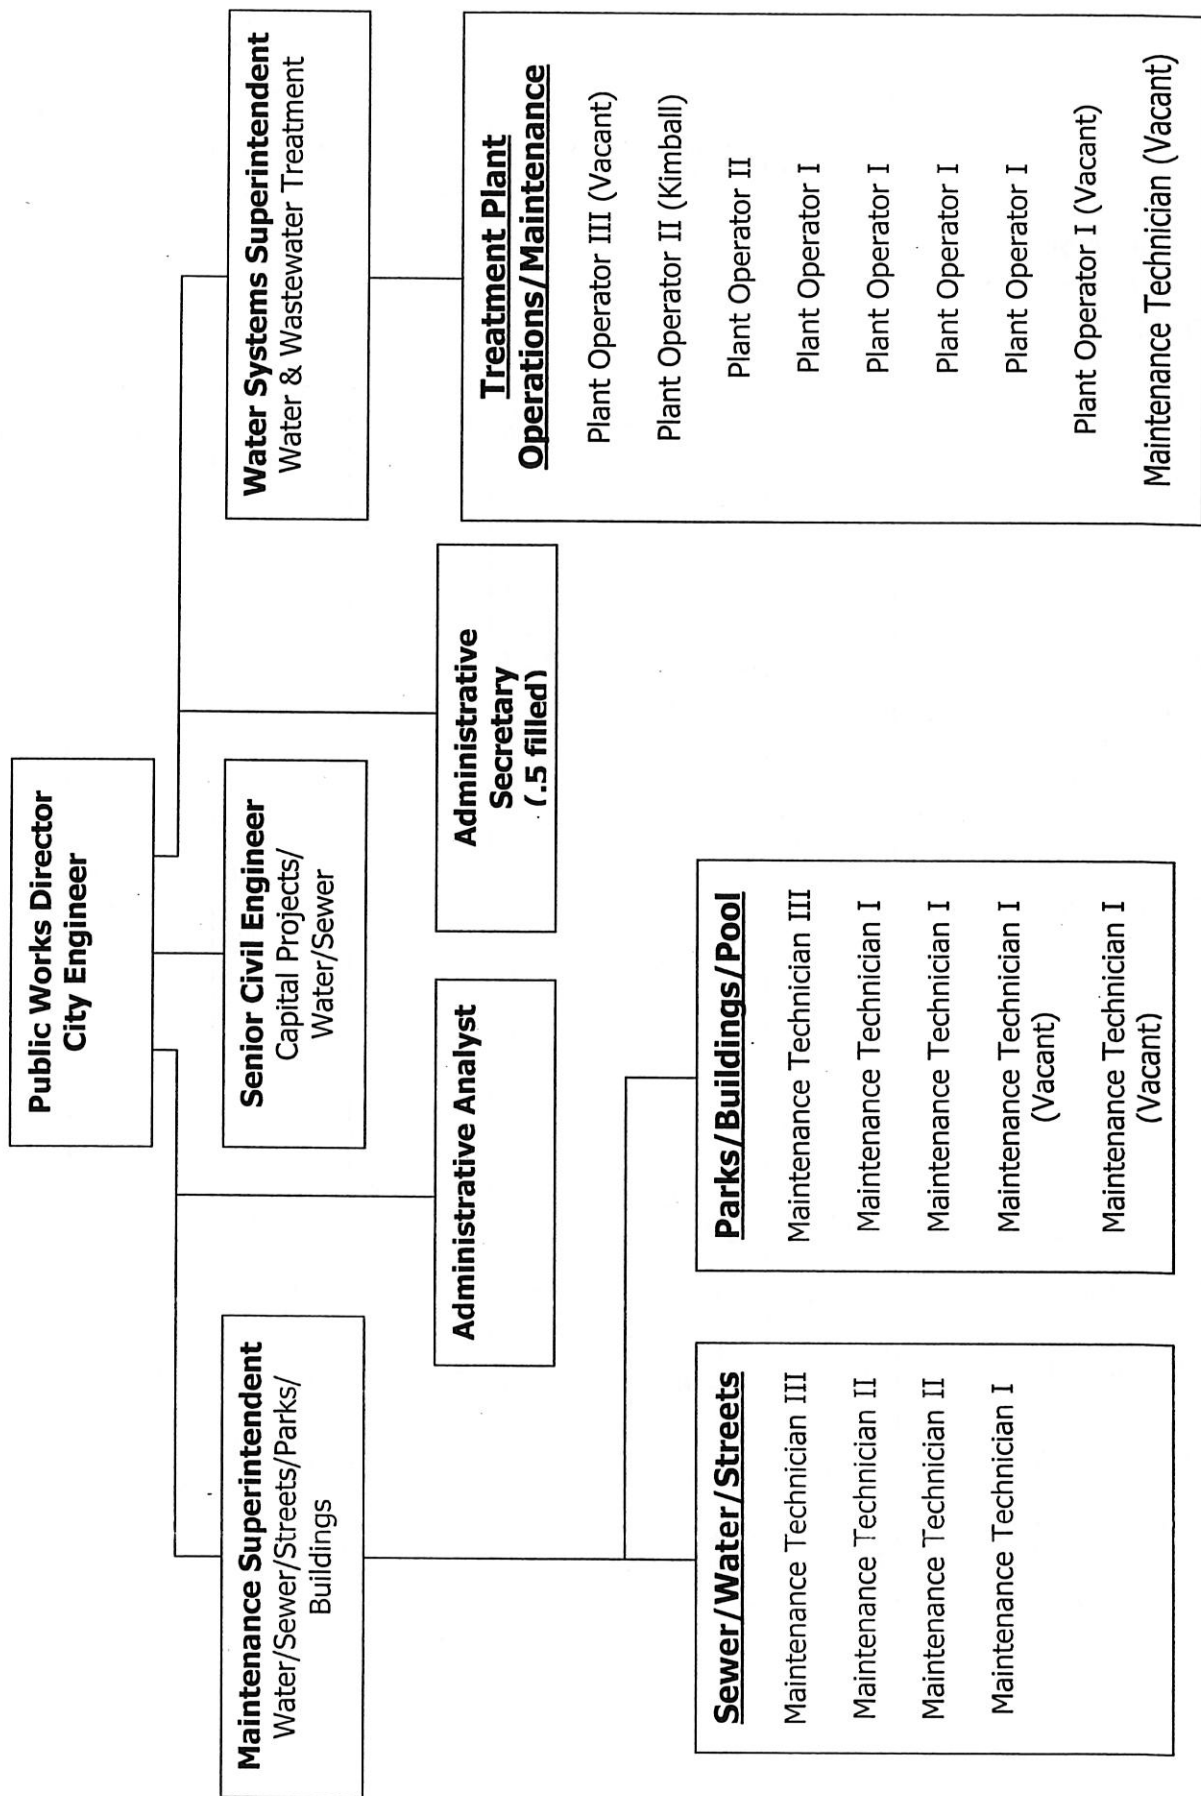 Public Works Director
City Engineer
Maintenance Superintendent
Water/Sewer/Streets/Parks/
Buildings
Senior Civil Engineer
Capital Projects/
Water/Sewer
Water Systems Superintendent
Water & Wastewater Treatment
Administrative Analyst
Administrative
Secretary
(.5 filled)
Sewer/Water/Streets
Maintenance Technician III
Maintenance Technician II
Maintenance Technician II
Maintenance Technician I
Parks/Buildings/Pool
Maintenance Technician III
Maintenance Technician I
Maintenance Technician I
Maintenance Technician I
(Vacant)
Maintenance Technician I
(Vacant)
Treatment Plant
Operations/Maintenance
Plant Operator III (Vacant)
Plant Operator II (Kimball)
Plant Operator II
Plant Operator I
Plant Operator I
Plant Operator I
Plant Operator I
Plant Operator I (Vacant)
Maintenance Technician (Vacant)